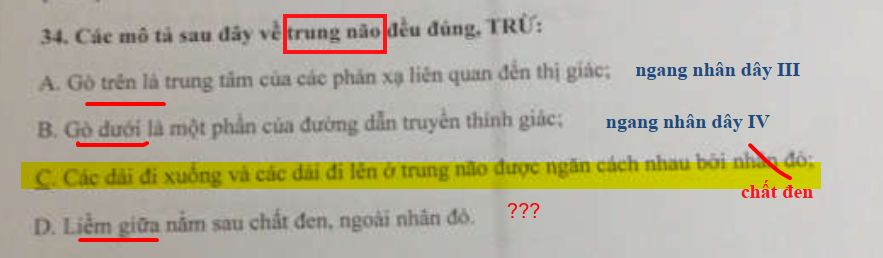 34. Các mô tả sau đây về trung não đều đúng, TRỪ:
A. Gò trên là trung tâm của các phản xạ liên quan đến thị giác; ngang nhân dây III
B. Gò dưới là một phần của đường dẫn truyền thính giác; ngang nhân dây IV
C. Các dải đi xuống và các dải đi lên ở trung não được ngăn cách nhau bởi nhân đỏ;
chất đen
D. Liềm giữa nằm sau chất đen, ngoài nhân đỏ. ???